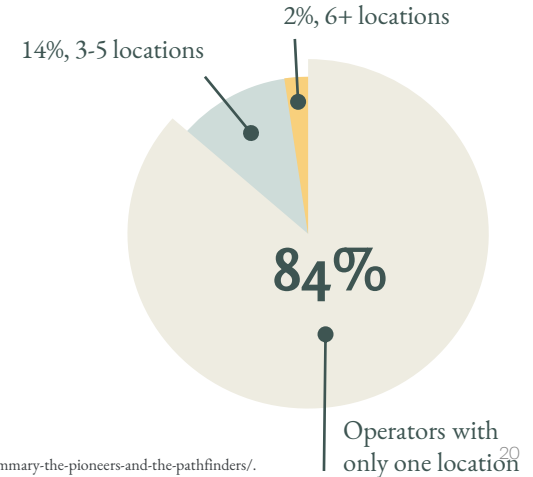 2%, 6+ locations
14%, 3-5 locations
84%
Operators with
only one location
20
mmary-the-pioneers-and-the-pathfinders/.